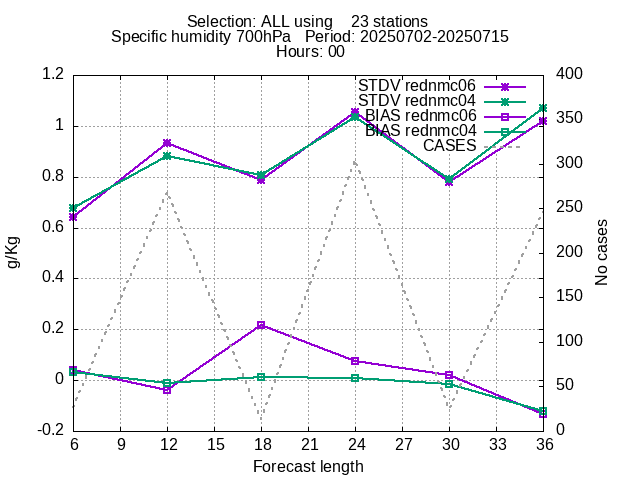 Selection: ALL using    23 stations
Specific humidity 700hPa   Period: 20250702-20250715
Hours: 00
STDV rednmc06
STDV rednmc04
BIAS rednmc06
BIAS rednmc04
CASES
1.2
1
0.8
0.6
0.4
0.2
0
-0.2
g/Kg
400
350
300
250
200
150
100
50
0
No cases
6 9 12 15 18 21 24 27 30 33 36
Forecast length